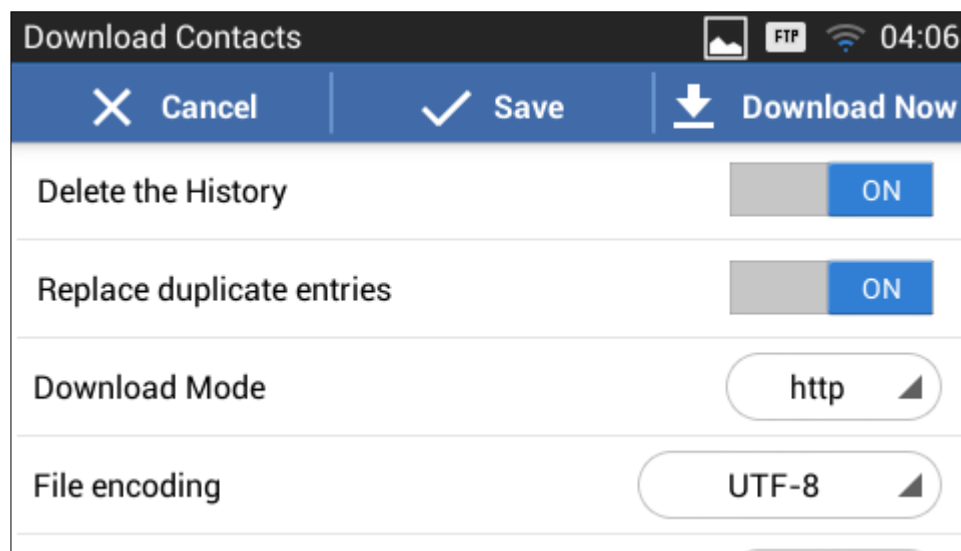 Download Contacts FTP 04:06
Cancel Save Download Now
Delete the History ON
Replace duplicate entries ON
Download Mode http
File encoding UTF-8